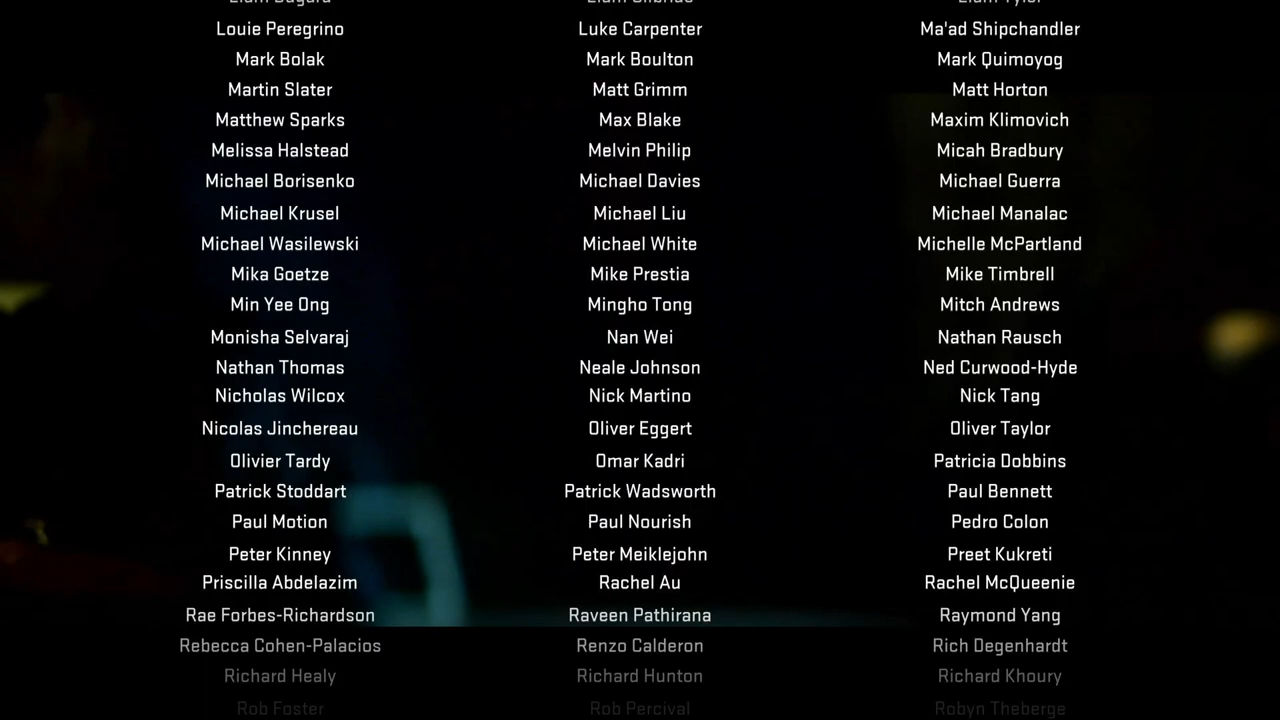 Louie Peregrino Luke Carpenter Ma'ad Shipchandler
Mark Bolak Mark Boulton Mark Quimoyog
Martin Slater Matt Grimm Matt Horton
Matthew Sparks Max Blake Maxim Klimovich
Melissa Halstead Melvin Philip Micah Bradbury
Michael Borisenko Michael Davies Michael Guerra
Michael Krusel Michael Liu Michael Manalac
Michael Wasilewski Michael White Michelle McPartland
Mika Goetze Mike Prestia Mike Timbrell
Min Yee Ong Mingho Tong Mitch Andrews
Monisha Selvaraj Nan Wei Nathan Rausch
Nathan Thomas Neale Johnson Ned Curwood-Hyde
Nicholas Wilcox Nick Martino Nick Tang
Nicolas Jinchereau Oliver Eggert Oliver Taylor
Olivier Tardy Omar Kadri Patricia Dobbins
Patrick Stoddart Patrick Wadsworth Paul Bennett
Paul Motion Paul Nourish Pedro Colon
Peter Kinney Peter Meiklejohn Preet Kukreti
Priscilla Abdelazim Rachel Au Rachel McQueenie
Rae Forbes-Richardson Raveen Pathirana Raymond Yang
Rebecca Cohen-Palacios Renzo Calderon Rich Degenhardt
Richard Healy Richard Hunton Richard Khoury
Rob Foster Rob Percival Robyn Theberge